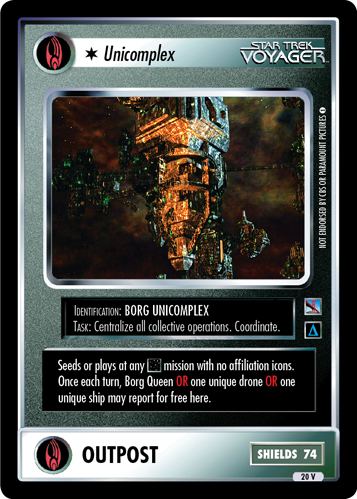 ✶ Unicomplex
STAR TREK
VOYAGER™
NOT ENDORSED BY CBS OR PARAMOUNT PICTURES
IDENTIFICATION: BORG UNICOMPLEX
TASK: Centralize all collective operations. Coordinate.
Δ
Seeds or plays at any mission with no affiliation icons.
Once each turn, Borg Queen OR one unique drone OR one
unique ship may report for free here.
OUTPOST
SHIELDS 74
20 V